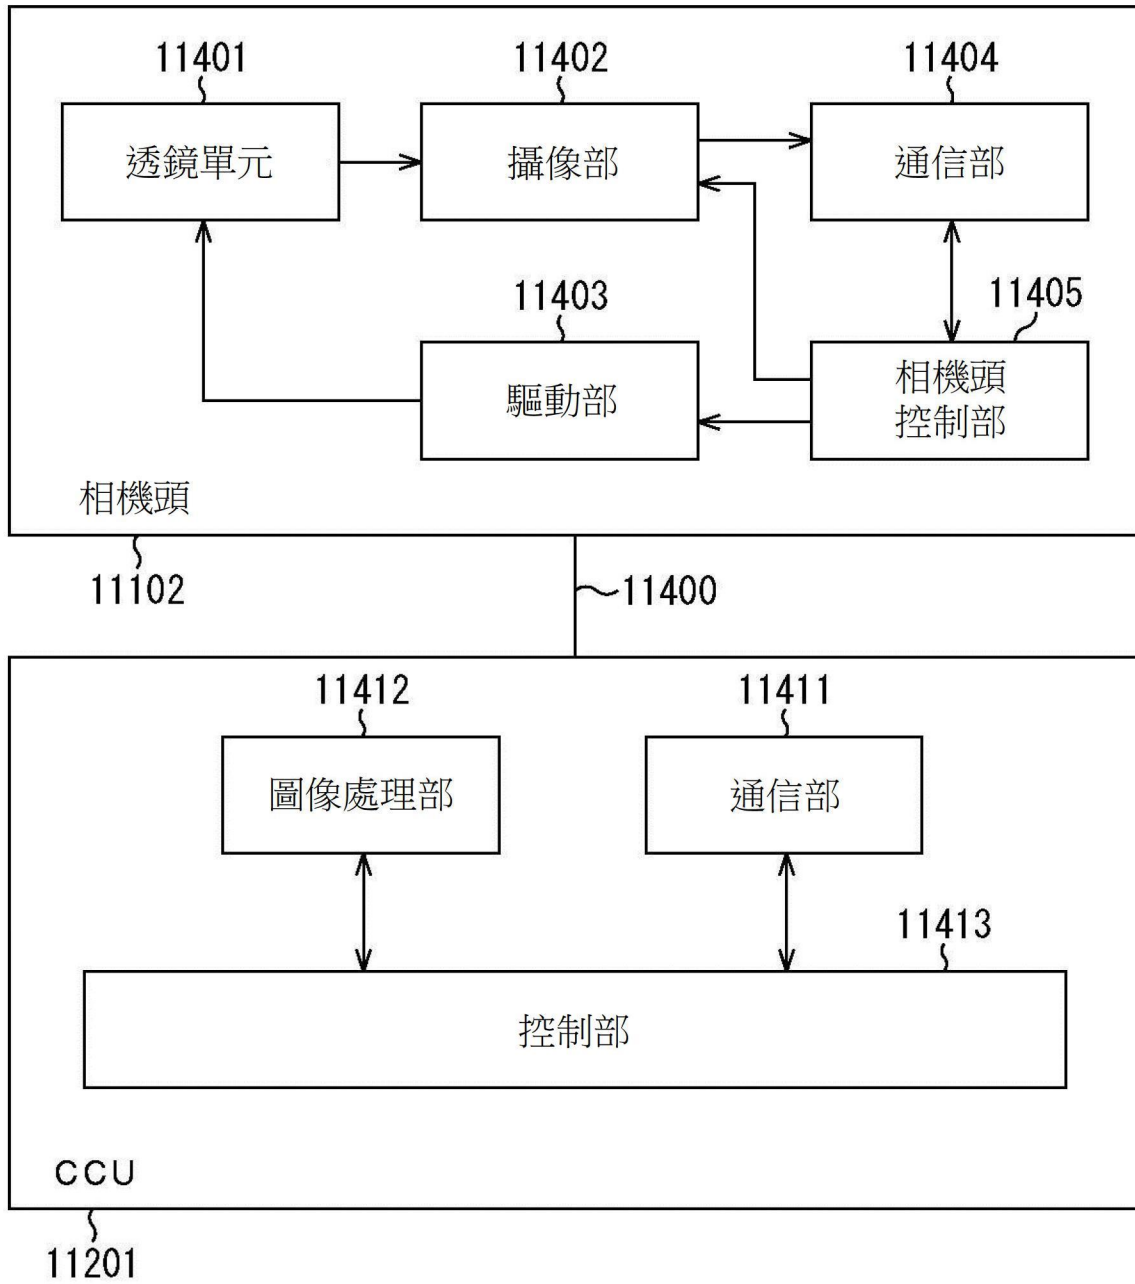 11401
11402
11404
透鏡單元
攝像部
通信部
11403
11405
驅動部
相機頭
控制部
相機頭
11102
11400
11412
11411
圖像處理部
通信部
11413
控制部
CCU
11201